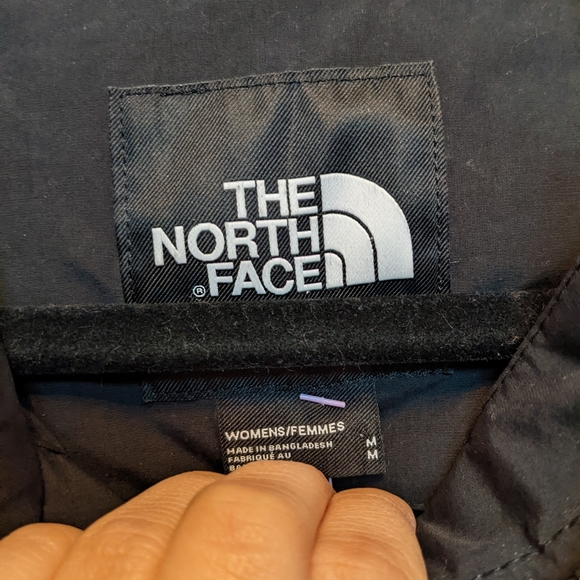 THE
NORTH
® FACE
WOMENS/FEMMES
M
MADE IN BANGLADESH
FABRIQUÉ AU
M